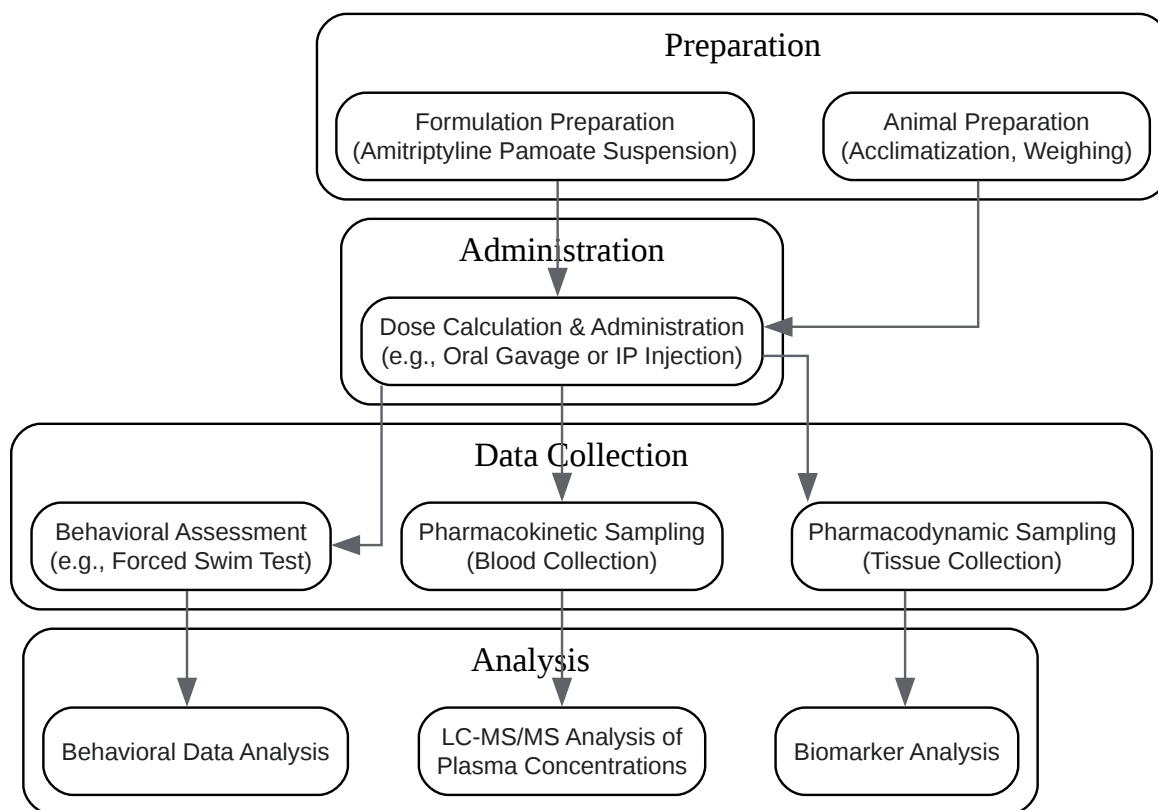 Preparation
Formulation Preparation
(Amitriptyline Pamoate Suspension)
Animal Preparation
(Acclimatization, Weighing)
Administration
Dose Calculation & Administration
(e.g., Oral Gavage or IP Injection)
Data Collection
Behavioral Assessment
(e.g., Forced Swim Test)
Pharmacokinetic Sampling
(Blood Collection)
Pharmacodynamic Sampling
(Tissue Collection)
Analysis
Behavioral Data Analysis
LC-MS/MS Analysis of
Plasma Concentrations
Biomarker Analysis